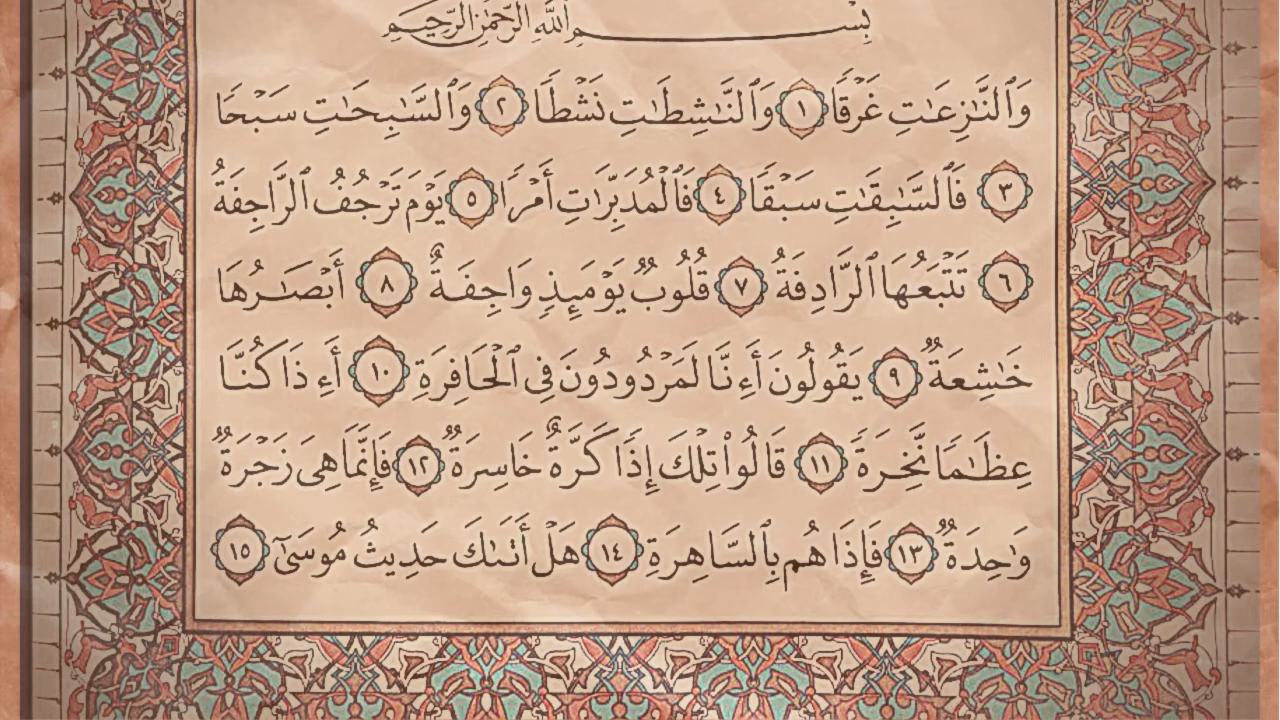 بِسْمِ ٱللَّهِ ٱلرَّحْمَٰنِ ٱلرَّحِيمِ
وَٱلنَّٰزِعَٰتِ غَرْقًا ١ وَٱلنَّٰشِطَٰتِ نَشْطًا ٢ وَٱلسَّٰبِحَٰتِ سَبْحًا
٣ فَٱلسَّٰبِقَٰتِ سَبْقًا ٤ فَٱلْمُدَبِّرَٰتِ أَمْرًا ٥ يَوْمَ تَرْجُفُ ٱلرَّاجِفَةُ
٦ تَتْبَعُهَا ٱلرَّادِفَةُ ٧ قُلُوبٌ يَوْمَئِذٍ وَاجِفَةٌ ٨ أَبْصَٰرُهَا
خَٰشِعَةٌ ٩ يَقُولُونَ أَءِنَّا لَمَرْدُودُونَ فِى ٱلْحَافِرَةِ ١٠ أَءِذَا كُنَّا
عِظَٰمًا نَّخِرَةً ١١ قَالُوا۟ تِلْكَ إِذًا كَرَّةٌ خَاسِرَةٌ ١٢ فَإِنَّمَا هِىَ زَجْرَةٌ
وَٰحِدَةٌ ١٣ فَإِذَا هُم بِٱلسَّاهِرَةِ ١٤ هَلْ أَتَىٰكَ حَدِيثُ مُوسَىٰٓ ١٥